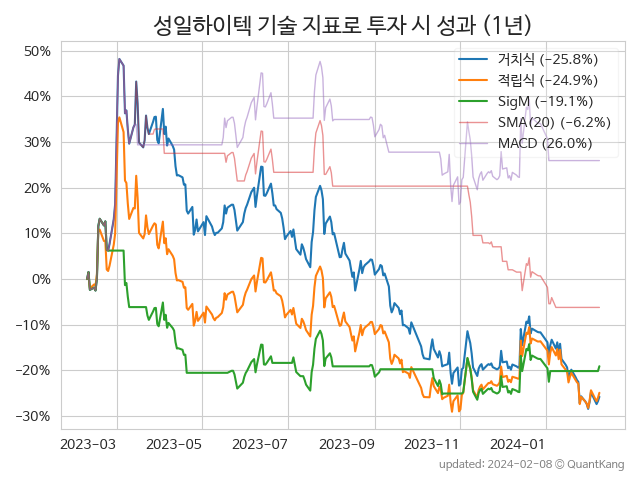 성일하이텍 기술 지표로 투자 시 성과 (1년)
거치식 (−25.8%)
적립식 (−24.9%)
SigM (−19.1%)
SMA(20) (−6.2%)
MACD (26.0%)
50%
40%
30%
20%
10%
0%
−10%
−20%
−30%
2023-03 2023-05 2023-07 2023-09 2023-11 2024-01
updated: 2024-02-08 © QuantKang